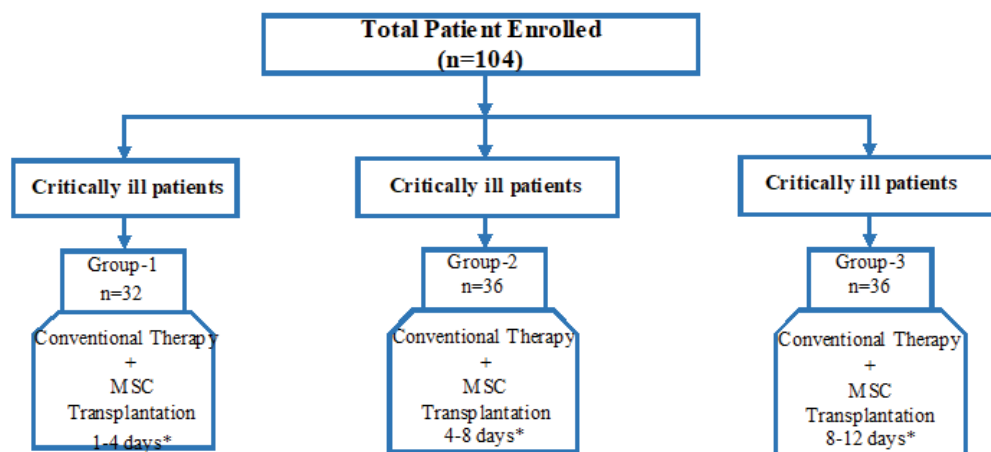 Total Patient Enrolled
(n=104)
Critically ill patients
Critically ill patients
Critically ill patients
Group-1
n=32
Group-2
n=36
Group-3
n=36
Conventional Therapy
+
MSC
Transplantation
1-4 days*
Conventional Therapy
+
MSC
Transplantation
4-8 days*
Conventional Therapy
+
MSC
Transplantation
8-12 days*